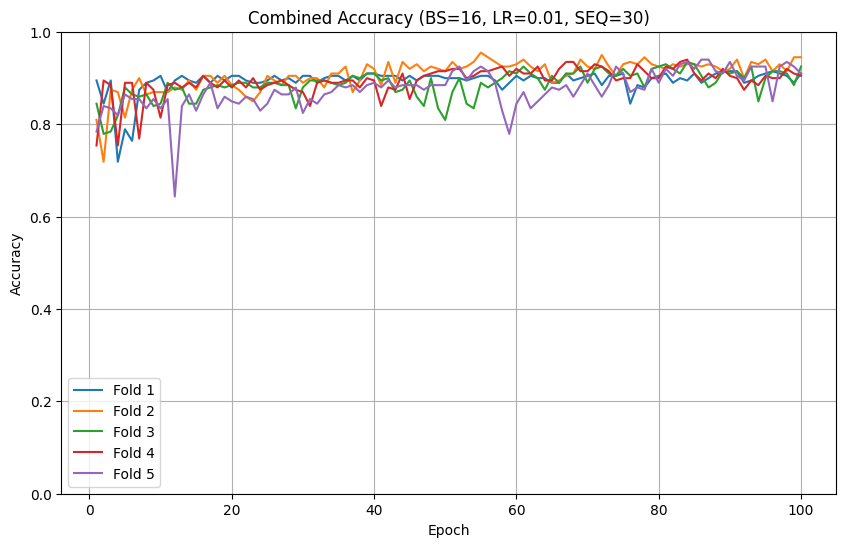 Combined Accuracy (BS=16, LR=0.01, SEQ=30)
1.0
0.8
0.6
0.4
0.2
0.0
Accuracy
Fold 1
Fold 2
Fold 3
Fold 4
Fold 5
0 20 40 60 80 100
Epoch